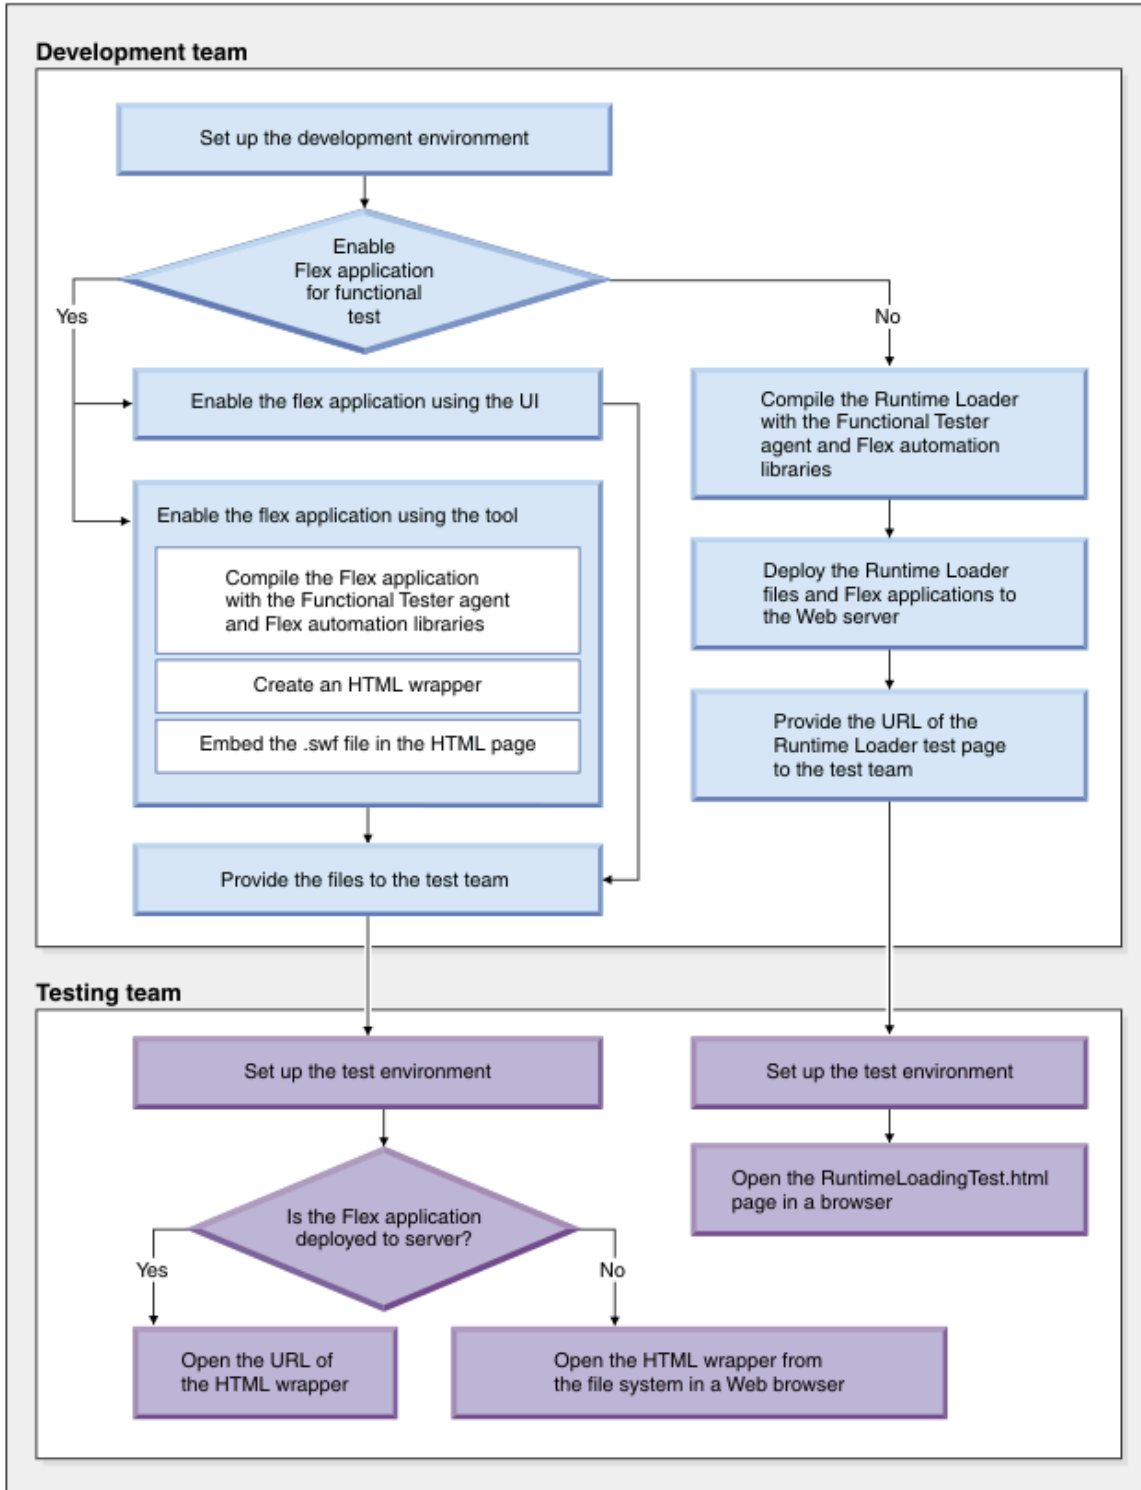 Development team
Set up the development environment
Enable
Flex application
for functional
test
Yes
No
Enable the flex application using the UI
Compile the Runtime Loader
with the Functional Tester
agent and Flex automation
libraries
Enable the flex application using the tool
Compile the Flex application
with the Functional Tester agent
and Flex automation libraries
Create an HTML wrapper
Embed the .swf file in the HTML page
Deploy the Runtime Loader
files and Flex applications to
the Web server
Provide the URL of the
Runtime Loader test page
to the test team
Provide the files to the test team
Testing team
Set up the test environment
Set up the test environment
Is the Flex application
deployed to server?
Open the RuntimeLoadingTest.html
page in a browser
Yes
No
Open the URL of
the HTML wrapper
Open the HTML wrapper from
the file system in a Web browser